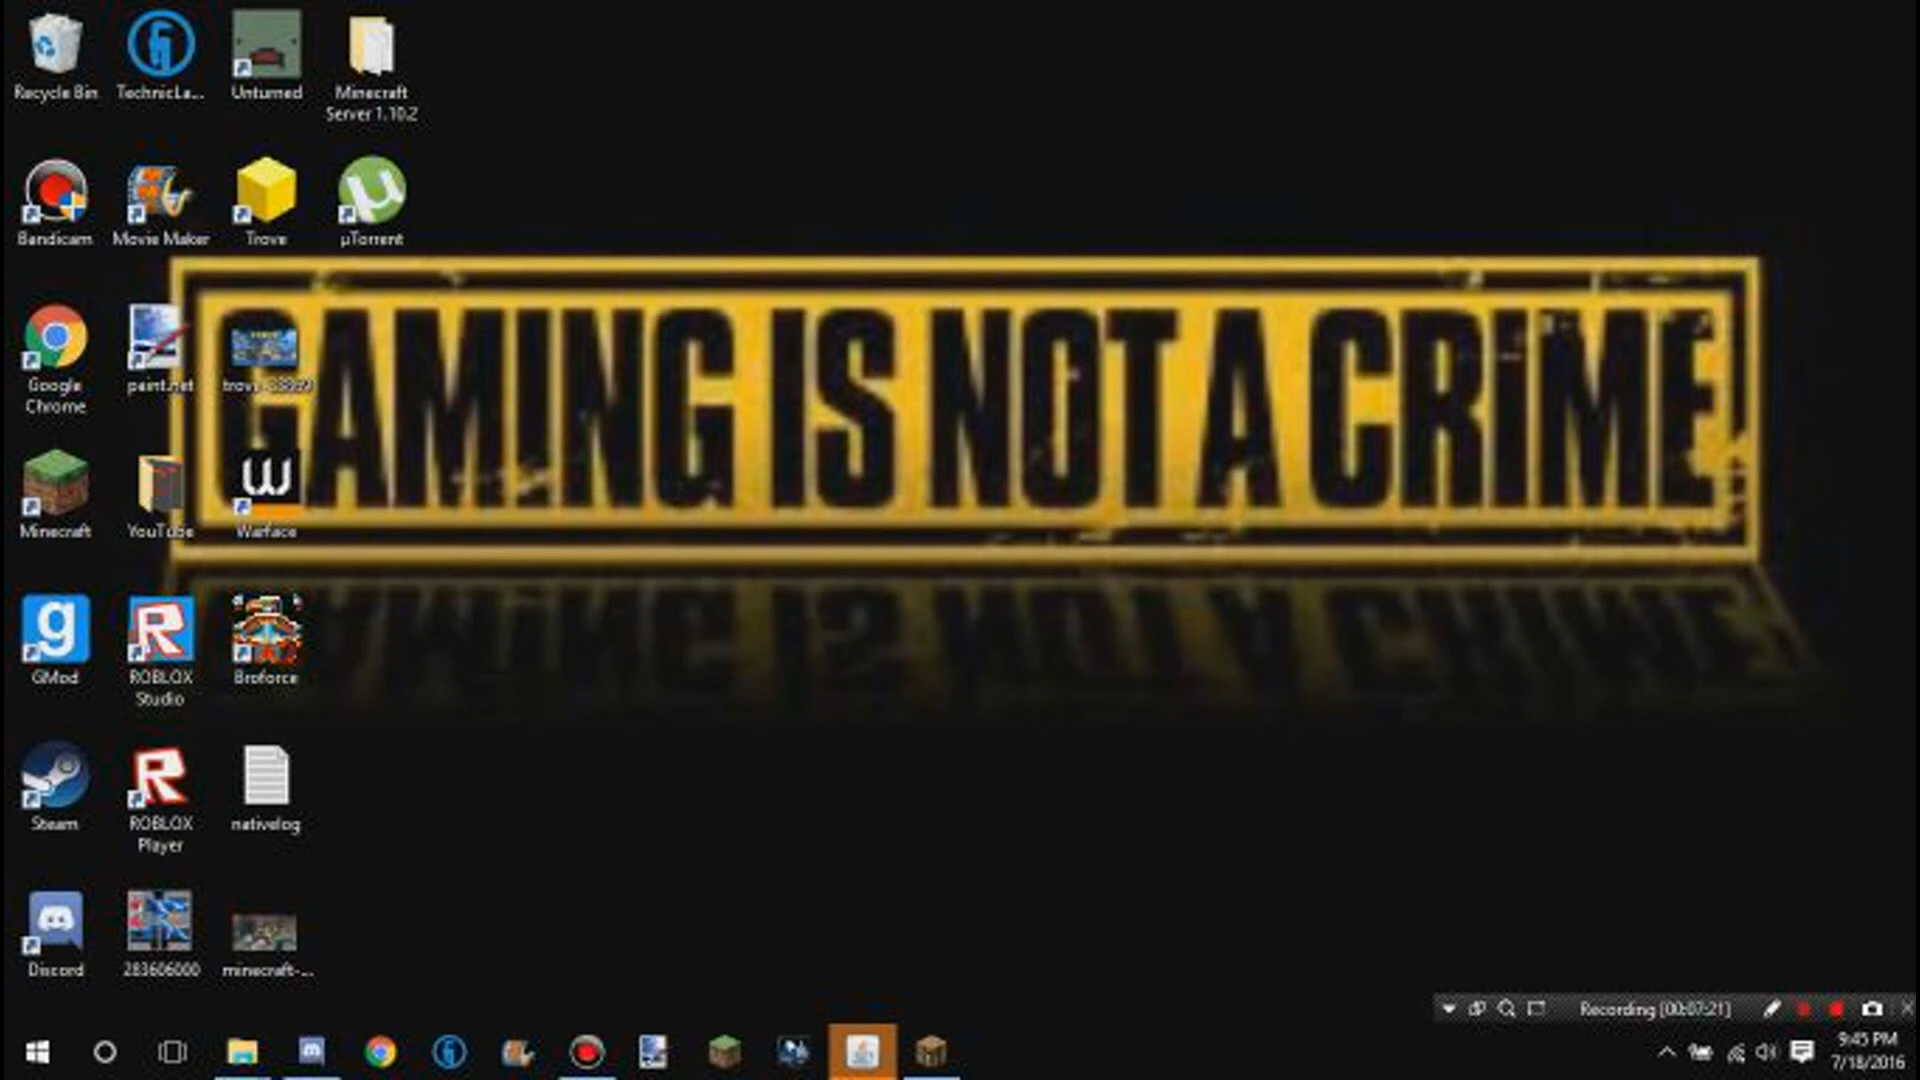 Recycle Bin
TechnicLa...
Unturned
Minecraft
Server 1.10.2
Bandicam
Movie Maker
Trove
µTorrent
GAMING IS NOT A CRIME
Google
Chrome
paint.net
Minecraft
YouTube
Warface
GMod
ROBLOX
Studio
Broforce
Steam
ROBLOX
Player
nativelog
Discord
283606000
minecraft-...
Recording [00:07:21]
9:45 PM
7/18/2016